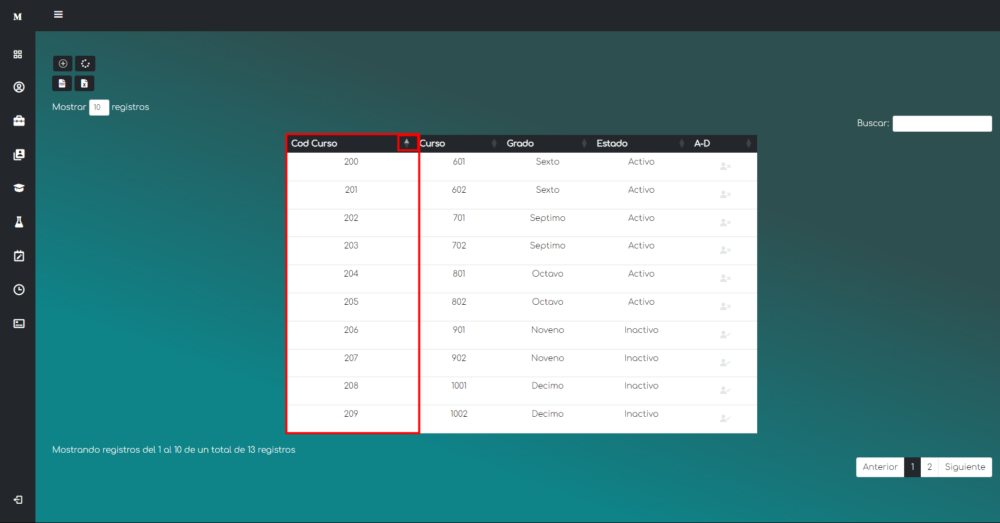 M
Mostrar 10 registros
Buscar:
Cod Curso Curso Grado Estado A-D
200 601 Sexto Activo
201 602 Sexto Activo
202 701 Septimo Activo
203 702 Septimo Activo
204 801 Octavo Activo
205 802 Octavo Activo
206 901 Noveno Inactivo
207 902 Noveno Inactivo
208 1001 Decimo Inactivo
209 1002 Decimo Inactivo
Mostrando registros del 1 al 10 de un total de 13 registros
Anterior 1 2 Siguiente